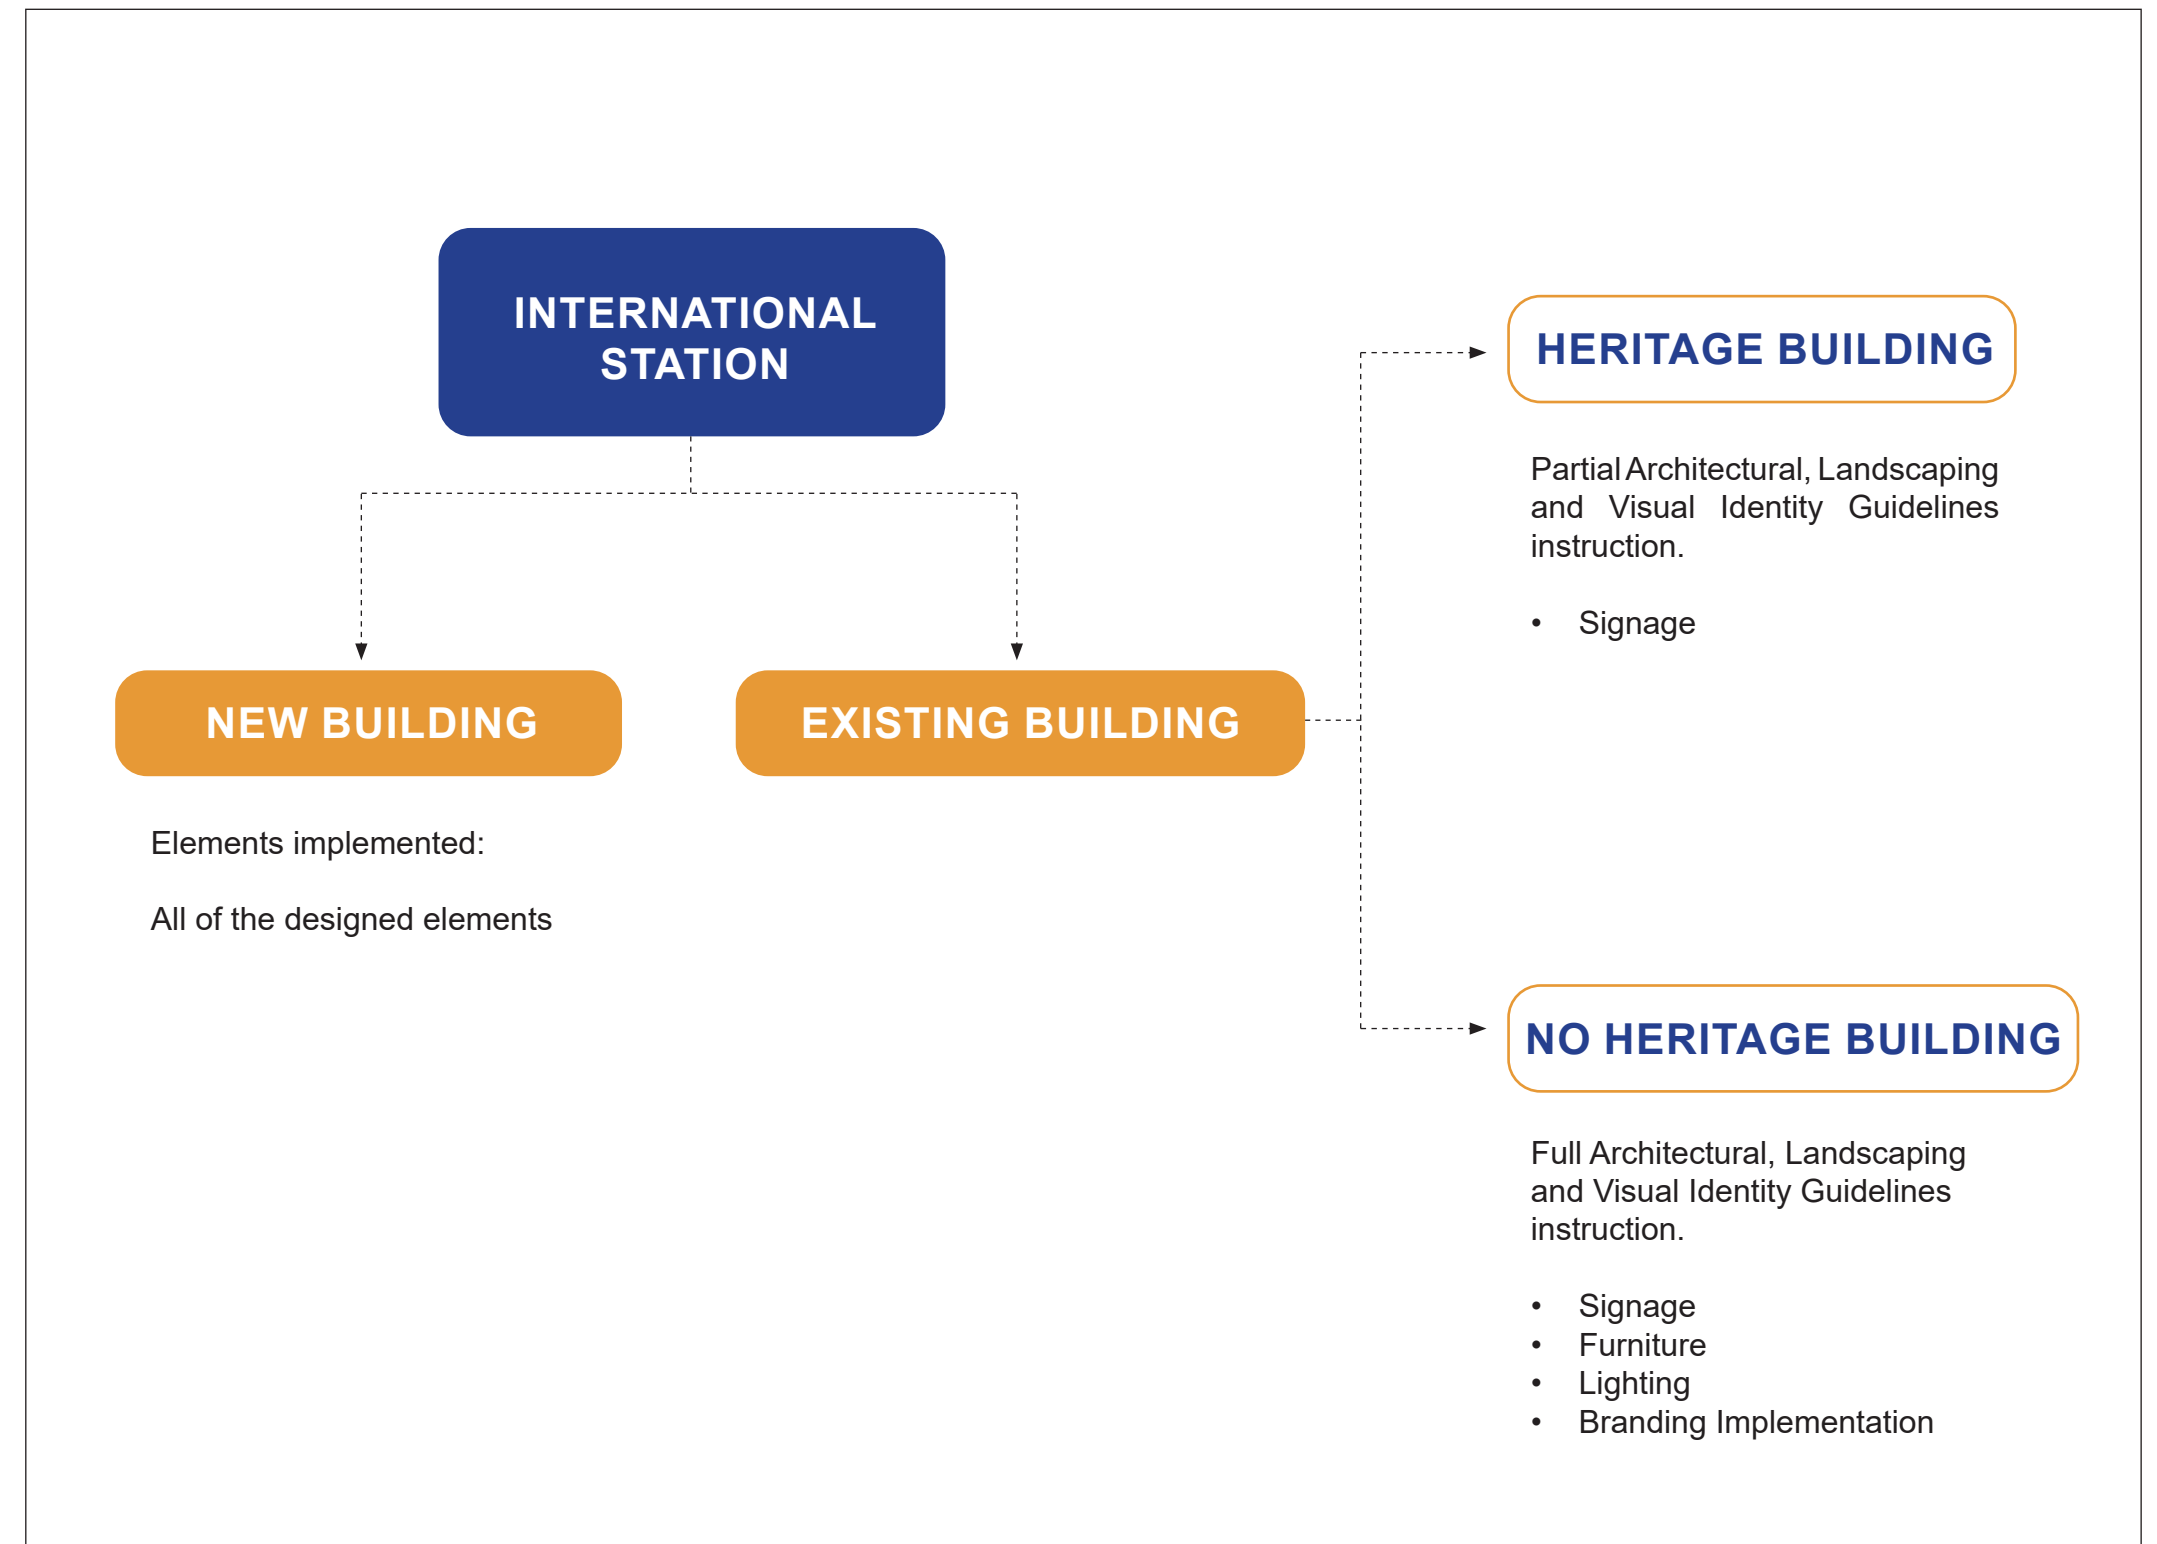 INTERNATIONAL
STATION
NEW BUILDING
Elements implemented:
All of the designed elements
EXISTING BUILDING
HERITAGE BUILDING
Partial Architectural, Landscaping
and Visual Identity Guidelines
instruction.
• Signage
NO HERITAGE BUILDING
Full Architectural, Landscaping
and Visual Identity Guidelines
instruction.
• Signage
• Furniture
• Lighting
• Branding Implementation